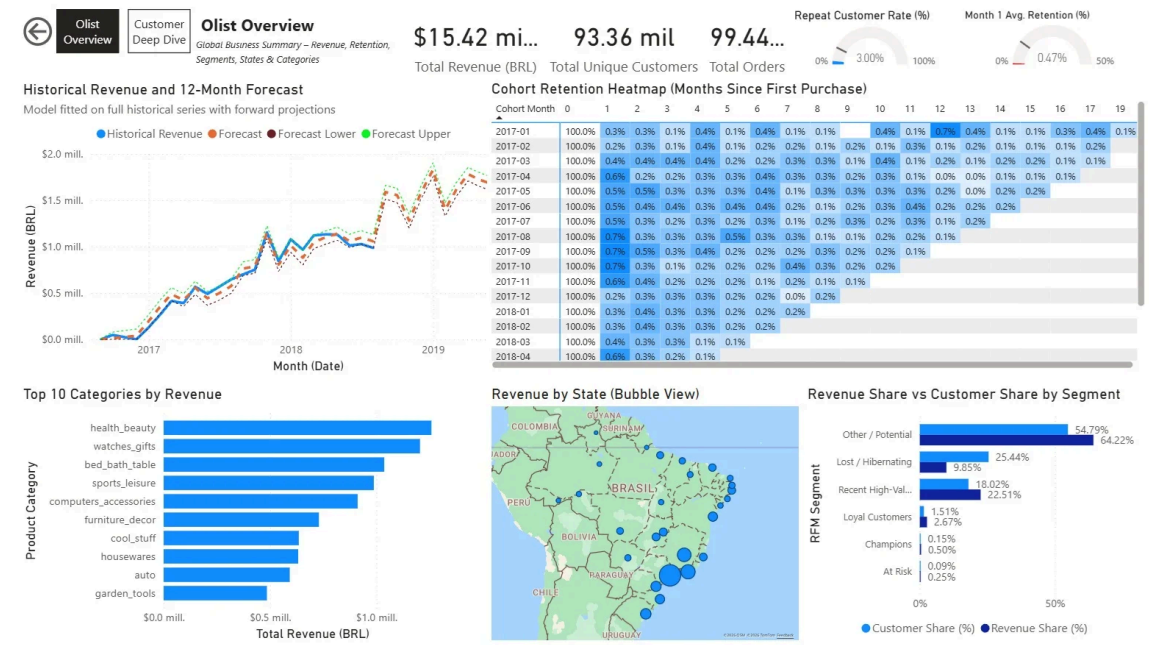 Olist
Overview
Customer
Deep Dive
Olist Overview
Global Business Summary – Revenue, Retention,
Segments, States & Categories
$15.42 mi...
Total Revenue (BRL)
93.36 mil
Total Unique Customers
99.44...
Total Orders
Repeat Customer Rate (%)
0% 3.00% 100%
Month 1 Avg. Retention (%)
0% 0.47% 50%
Historical Revenue and 12-Month Forecast
Model fitted on full historical series with forward projections
Historical Revenue Forecast Forecast Lower Forecast Upper
Revenue (BRL)
$2.0 mill.
$1.5 mill.
$1.0 mill.
$0.5 mill.
$0.0 mill.
2017 2018 2019
Month (Date)
Cohort Retention Heatmap (Months Since First Purchase)
Cohort Month 0 1 2 3 4 5 6 7 8 9 10 11 12 13 14 15 16 17 18 19
2017-01 100.0% 0.3% 0.3% 0.1% 0.4% 0.1% 0.4% 0.1% 0.1% 0.4% 0.1% 0.7% 0.4% 0.1% 0.1% 0.3% 0.4% 0.1%
2017-02 100.0% 0.2% 0.3% 0.1% 0.4% 0.1% 0.2% 0.2% 0.1% 0.2% 0.1% 0.3% 0.1% 0.2% 0.1% 0.1% 0.1% 0.2%
2017-03 100.0% 0.4% 0.4% 0.4% 0.4% 0.2% 0.2% 0.3% 0.3% 0.1% 0.4% 0.1% 0.2% 0.1% 0.2% 0.2% 0.1% 0.1%
2017-04 100.0% 0.6% 0.2% 0.2% 0.3% 0.3% 0.4% 0.3% 0.3% 0.3% 0.3% 0.1% 0.0% 0.0% 0.1% 0.1% 0.1%
2017-05 100.0% 0.5% 0.5% 0.3% 0.3% 0.3% 0.4% 0.1% 0.3% 0.3% 0.3% 0.3% 0.2% 0.0% 0.2% 0.2%
2017-06 100.0% 0.5% 0.4% 0.4% 0.3% 0.4% 0.4% 0.2% 0.1% 0.2% 0.3% 0.4% 0.2% 0.2% 0.2%
2017-07 100.0% 0.5% 0.3% 0.2% 0.3% 0.2% 0.3% 0.1% 0.2% 0.3% 0.2% 0.3% 0.1% 0.2%
2017-08 100.0% 0.7% 0.3% 0.3% 0.3% 0.5% 0.3% 0.3% 0.1% 0.1% 0.2% 0.2% 0.1%
2017-09 100.0% 0.7% 0.5% 0.3% 0.4% 0.2% 0.2% 0.2% 0.3% 0.2% 0.2% 0.1%
2017-10 100.0% 0.7% 0.3% 0.1% 0.2% 0.2% 0.2% 0.4% 0.3% 0.2% 0.2%
2017-11 100.0% 0.6% 0.4% 0.2% 0.2% 0.2% 0.1% 0.2% 0.1% 0.1%
2017-12 100.0% 0.2% 0.3% 0.3% 0.3% 0.2% 0.2% 0.0% 0.2%
2018-01 100.0% 0.3% 0.4% 0.3% 0.3% 0.2% 0.2% 0.2%
2018-02 100.0% 0.3% 0.4% 0.3% 0.3% 0.2% 0.2%
2018-03 100.0% 0.4% 0.3% 0.3% 0.1% 0.1%
2018-04 100.0% 0.6% 0.3% 0.2% 0.1%
Top 10 Categories by Revenue
Product Category
health_beauty
watches_gifts
bed_bath_table
sports_leisure
computers_accessories
furniture_decor
cool_stuff
housewares
auto
garden_tools
$0.0 mill. $0.5 mill. $1.0 mill.
Total Revenue (BRL)
Revenue by State (Bubble View)
GUYANA
COLOMBIA
SURINAM
ADOR
BRASIL
PERU
BOLIVIA
PARAGUAY
CHILE
URUGUAY
Revenue Share vs Customer Share by Segment
RFM Segment
Other / Potential 54.79%
64.22%
Lost / Hibernating 25.44%
9.85%
Recent High-Val... 18.02%
22.51%
Loyal Customers 1.51%
2.67%
Champions 0.15%
0.50%
At Risk 0.09%
0.25%
0% 50%
Customer Share (%) Revenue Share (%)